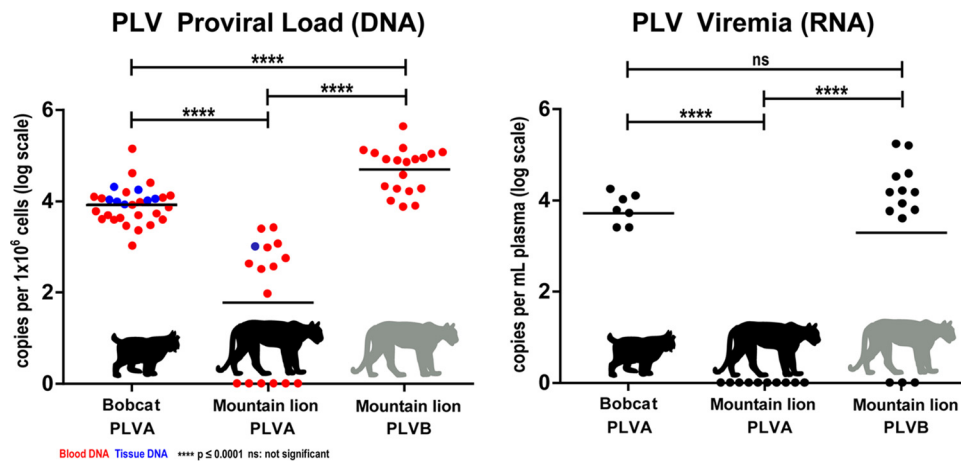 PLV Proviral Load (DNA)
****
****
****
copies per 1x10⁶ cells (log scale)
6
4
2
0
Bobcat
PLVA
Mountain lion
PLVA
Mountain lion
PLVB
Blood DNA Tissue DNA **** p ≤ 0.0001 ns: not significant
PLV Viremia (RNA)
ns
****
****
copies per mL plasma (log scale)
6
4
2
0
Bobcat
PLVA
Mountain lion
PLVA
Mountain lion
PLVB